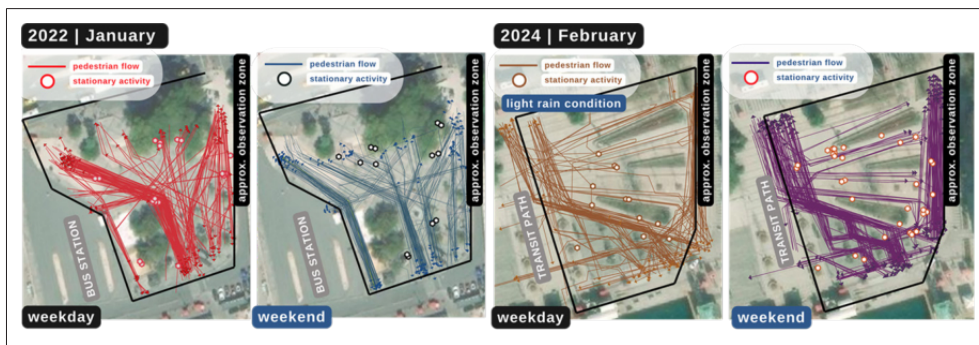 2022 | January
2024 | February
pedestrian flow
stationary activity
approx. observation zone
BUS STATION
weekday
pedestrian flow
stationary activity
approx. observation zone
BUS STATION
weekend
pedestrian flow
stationary activity
light rain condition
approx. observation zone
TRANSIT PATH
weekday
pedestrian flow
stationary activity
approx. observation zone
TRANSIT PATH
weekend